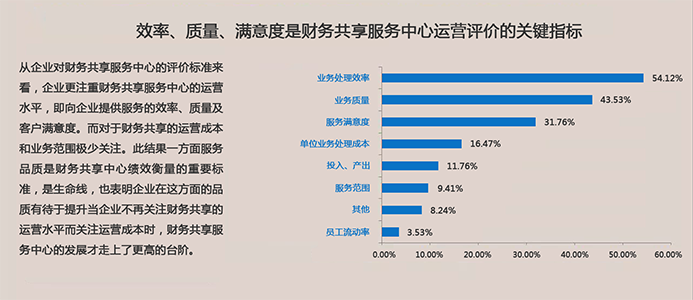 效率、质量、满意度是财务共享服务中心运营评价的关键指标
从企业对财务共享服务中心的评价标准来
看，企业更注重财务共享服务中心的运营
水平，即向企业提供服务的效率、质量及
客户满意度。而对于财务共享的运营成本
和业务范围极少关注。此结果一方面服务
品质是财务共享中心绩效衡量的重要标
准，是生命线，也表明企业在这方面的品
质有待于提升当企业不再关注财务共享的
运营水平而关注运营成本时，财务共享服
务中心的发展才走上了更高的台阶。
业务处理效率 54.12%
业务质量 43.53%
服务满意度 31.76%
单位业务处理成本 16.47%
投入、产出 11.76%
服务范围 9.41%
其他 8.24%
员工流动率 3.53%
0.00% 10.00% 20.00% 30.00% 40.00% 50.00% 60.00%